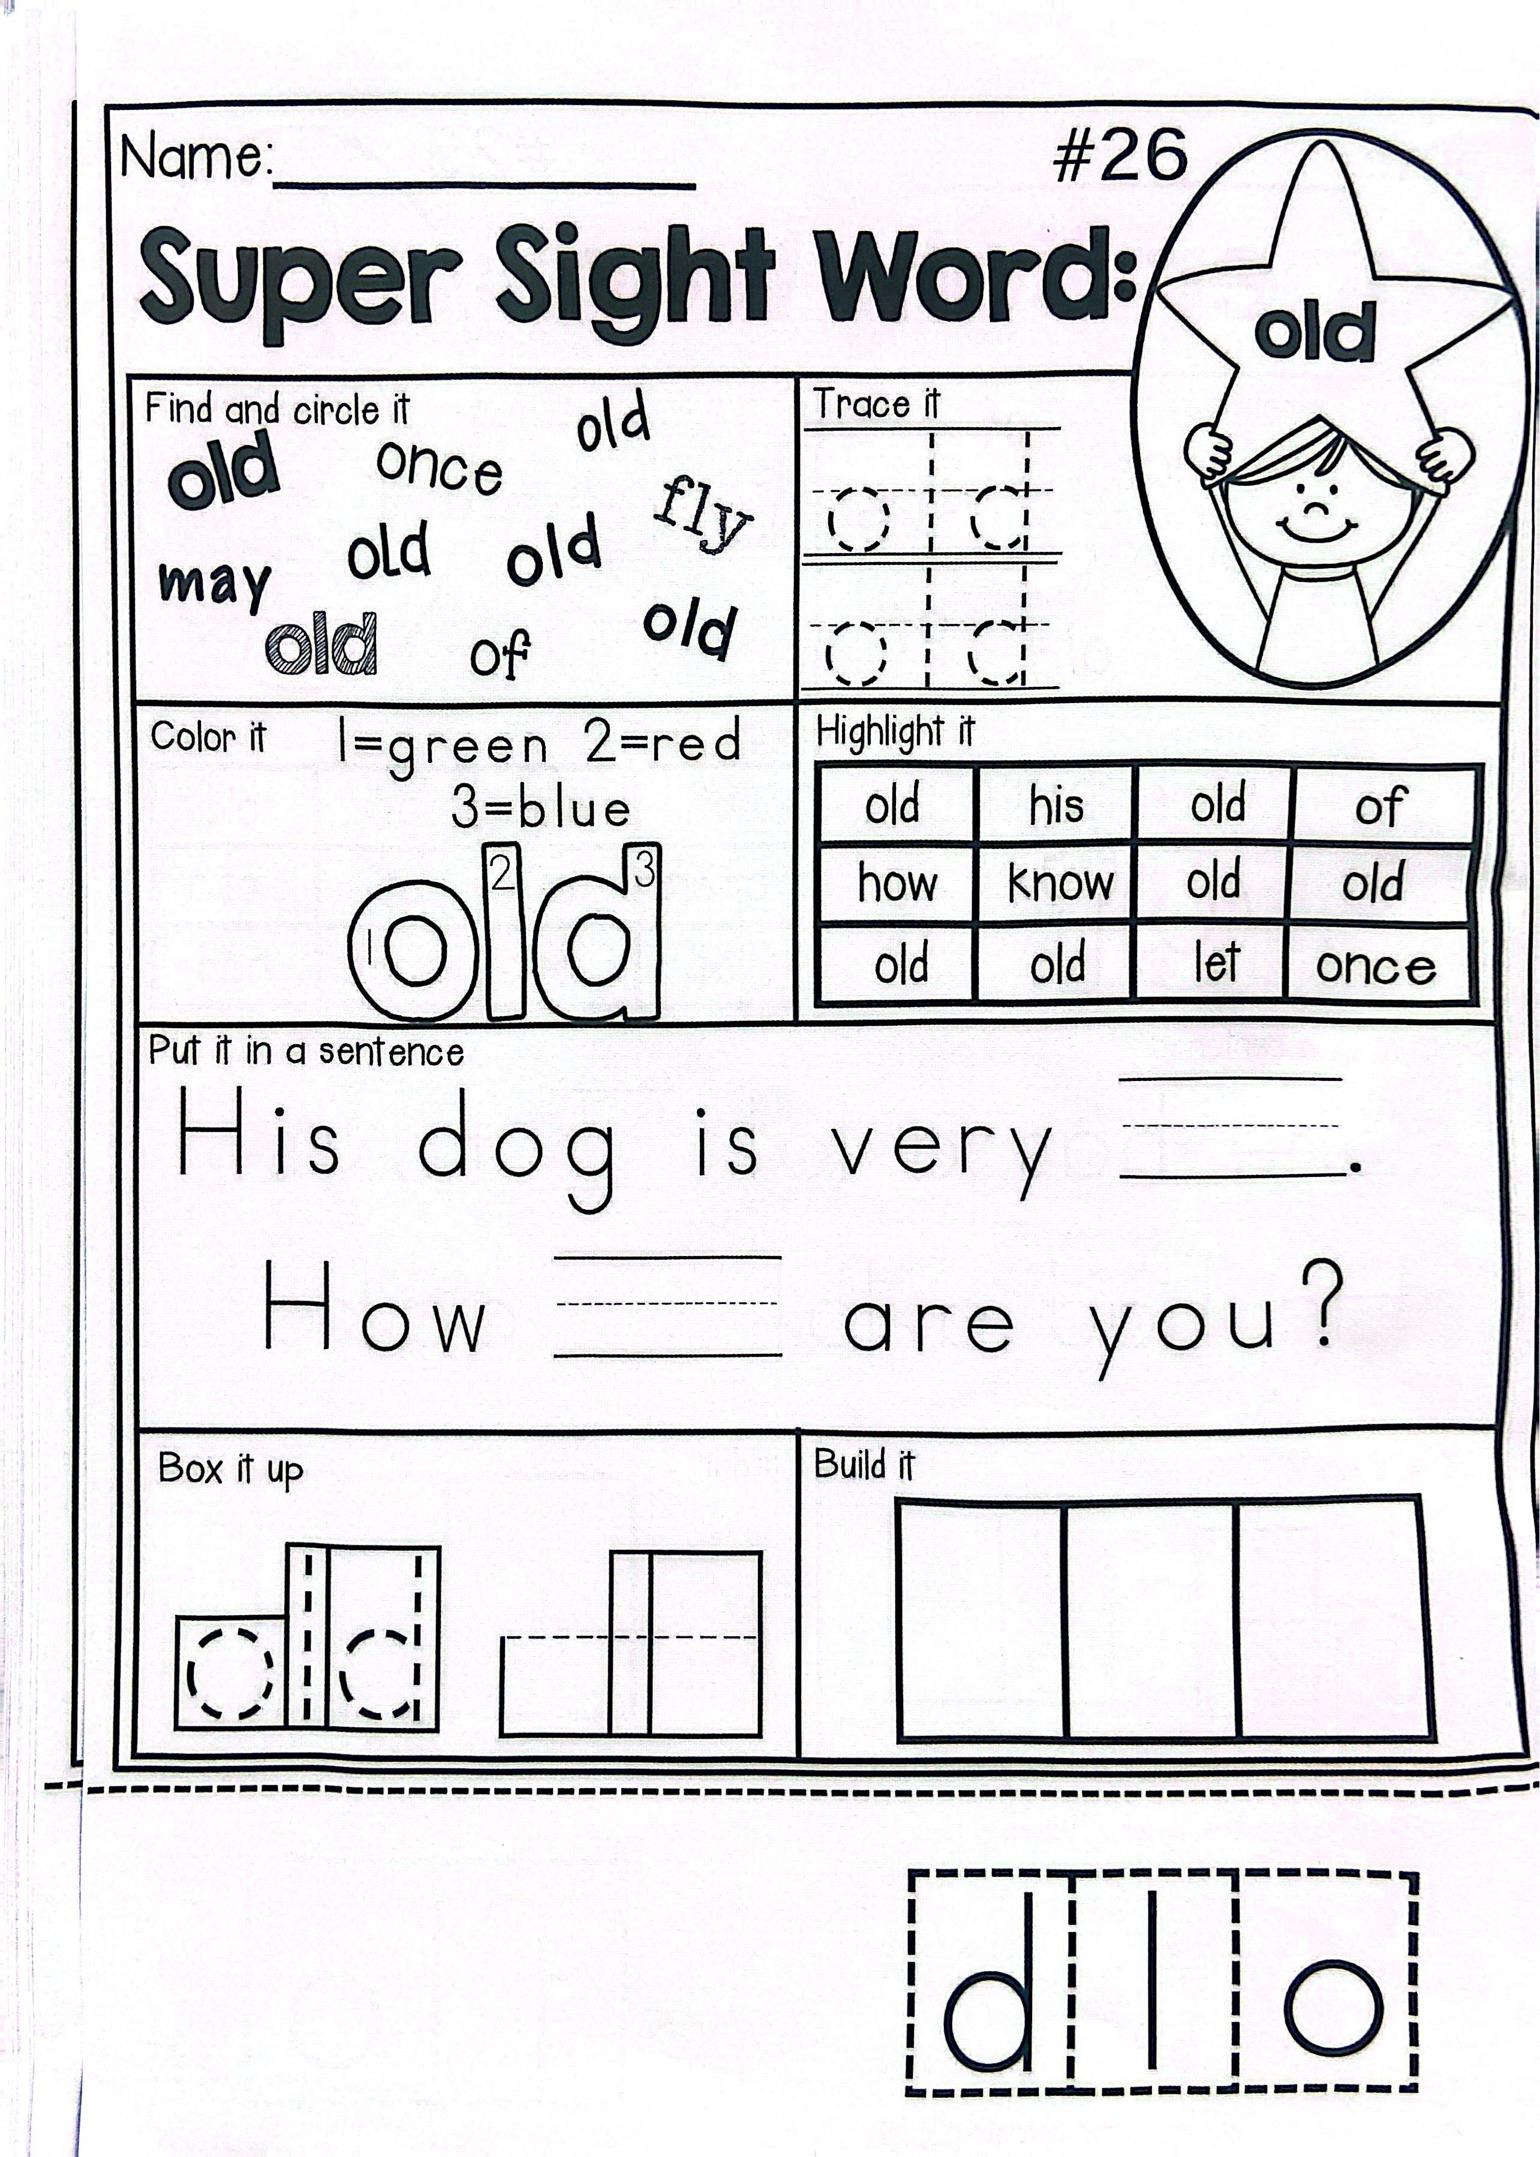 Name:
#26
Super Sight Word:
old
Find and circle it
old
old once
fly
old old
may
old
old of
Trace it
old
old
Color it 1=green 2=red
3=blue
1 2 3
old
Highlight it
old his old of
how know old old
old old let once
Put it in a sentence
His dog is very .
How are you?
Box it up
old
Build it
d l o